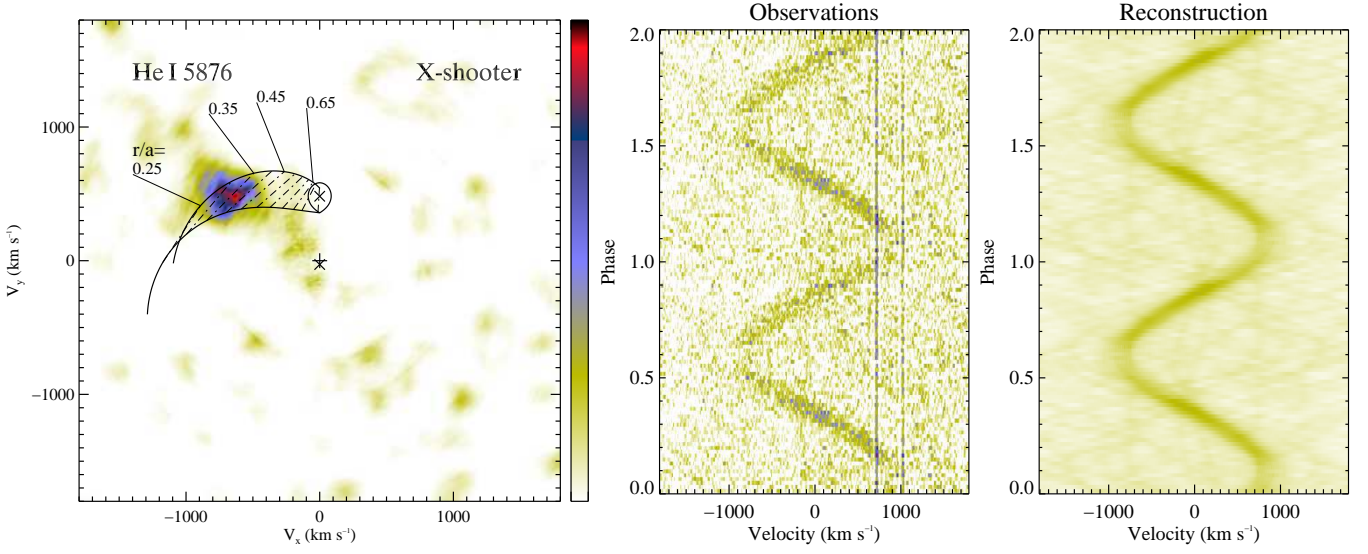 He I 5876
X-shooter
0.35
0.45
0.65
r/a=
0.25
1000
0
−1000
V_y (km s⁻¹)
−1000
0
1000
V_x (km s⁻¹)
Observations
2.0
1.5
1.0
0.5
0.0
Phase
−1000
0
1000
Velocity (km s⁻¹)
Reconstruction
2.0
1.5
1.0
0.5
0.0
Phase
−1000
0
1000
Velocity (km s⁻¹)